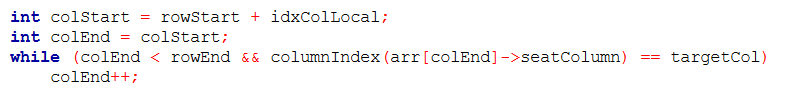 int colStart = rowStart + idxColLocal;
int colEnd = colStart;
while (colEnd < rowEnd && columnIndex(arr[colEnd]->seatColumn) == targetCol)
    colEnd++;